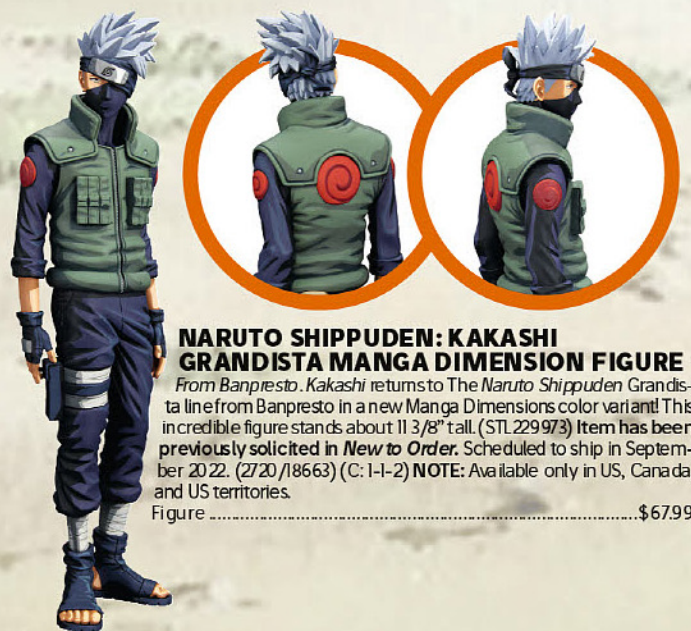 NARUTO SHIPPUDEN: KAKASHI
GRANDISTA MANGA DIMENSION FIGURE
From Banpresto. Kakashi returns to The Naruto Shippuden Grandis-
ta line from Banpresto in a new Manga Dimensions color variant! This
incredible figure stands about 11 3/8” tall. (STL229973) Item has been
previously solicited in New to Order. Scheduled to ship in Septem-
ber 2022. (2720/18663) (C: 1-1-2) NOTE: Available only in US, Canada
and US territories.
Figure ........................................................................................$67.99